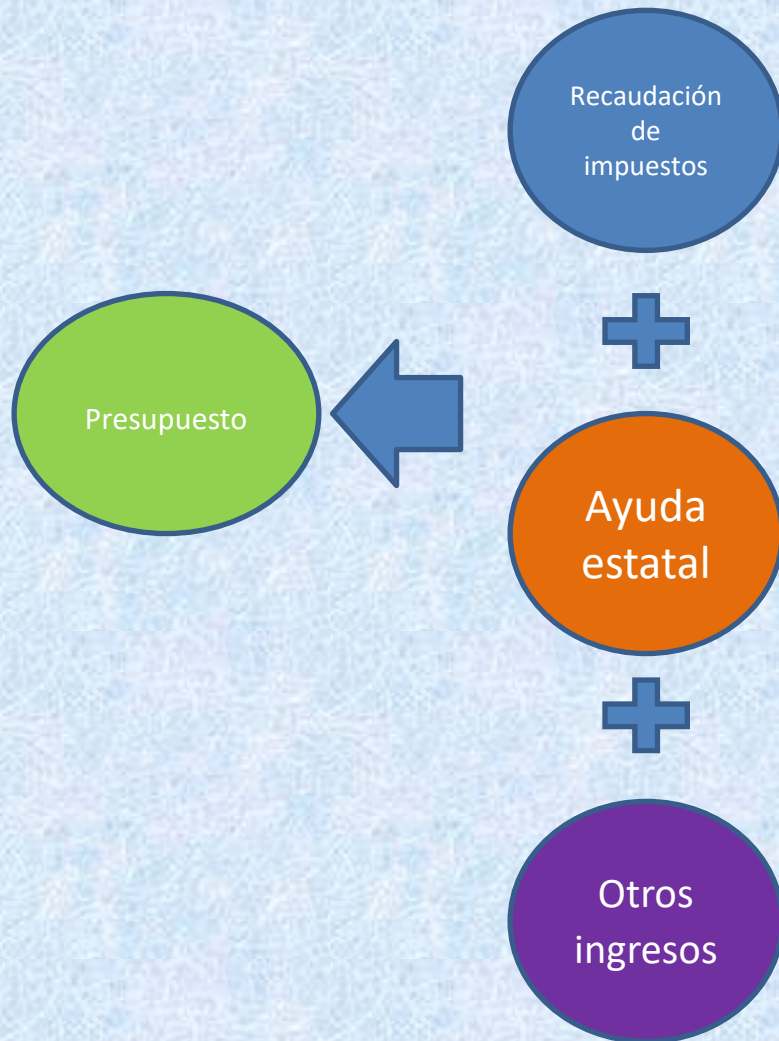 Recaudación
de
impuestos
Presupuesto
Ayuda
estatal
Otros
ingresos